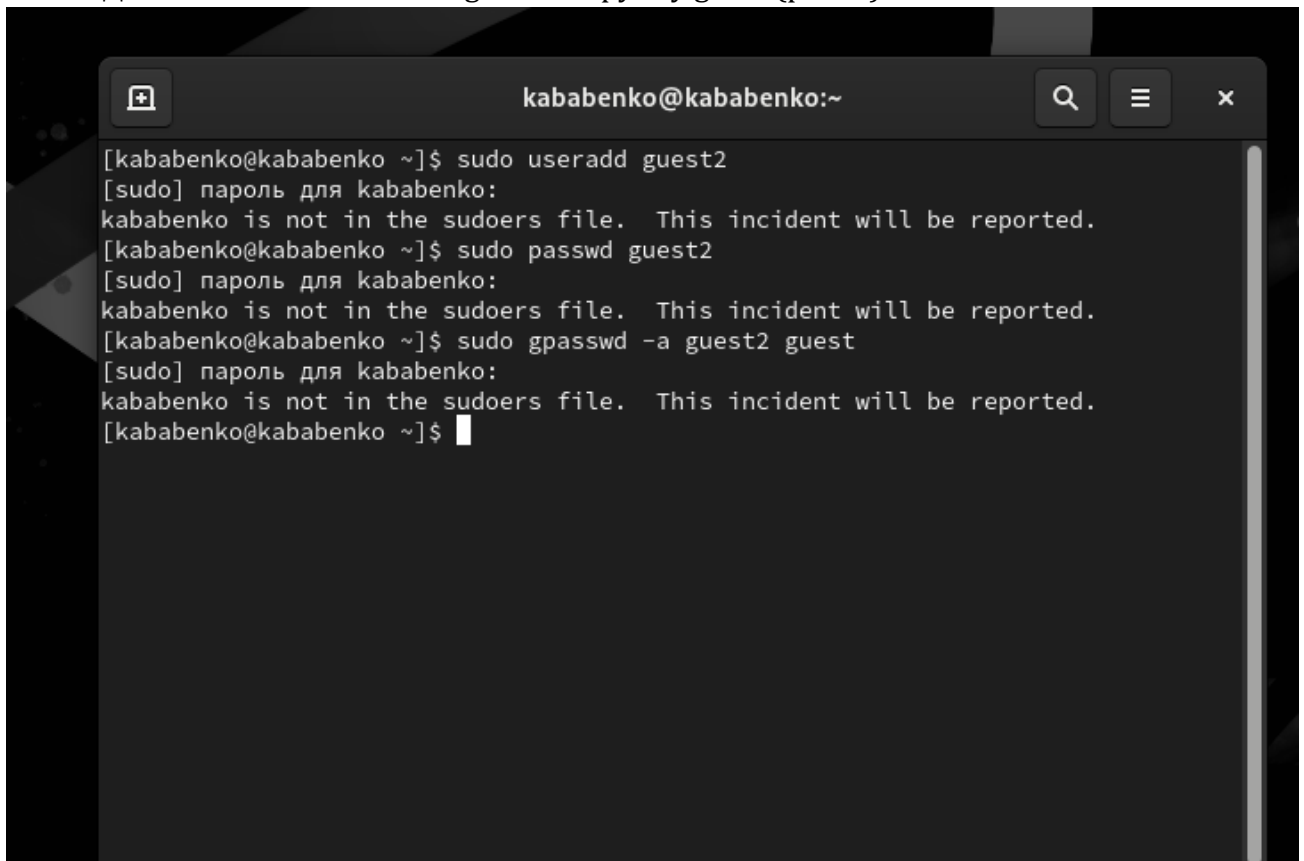 kababenko@kababenko:~
[kababenko@kababenko ~]$ sudo useradd guest2
[sudo] пароль для kababenko:
kababenko is not in the sudoers file.  This incident will be reported.
[kababenko@kababenko ~]$ sudo passwd guest2
[sudo] пароль для kababenko:
kababenko is not in the sudoers file.  This incident will be reported.
[kababenko@kababenko ~]$ sudo gpasswd -a guest2 guest
[sudo] пароль для kababenko:
kababenko is not in the sudoers file.  This incident will be reported.
[kababenko@kababenko ~]$